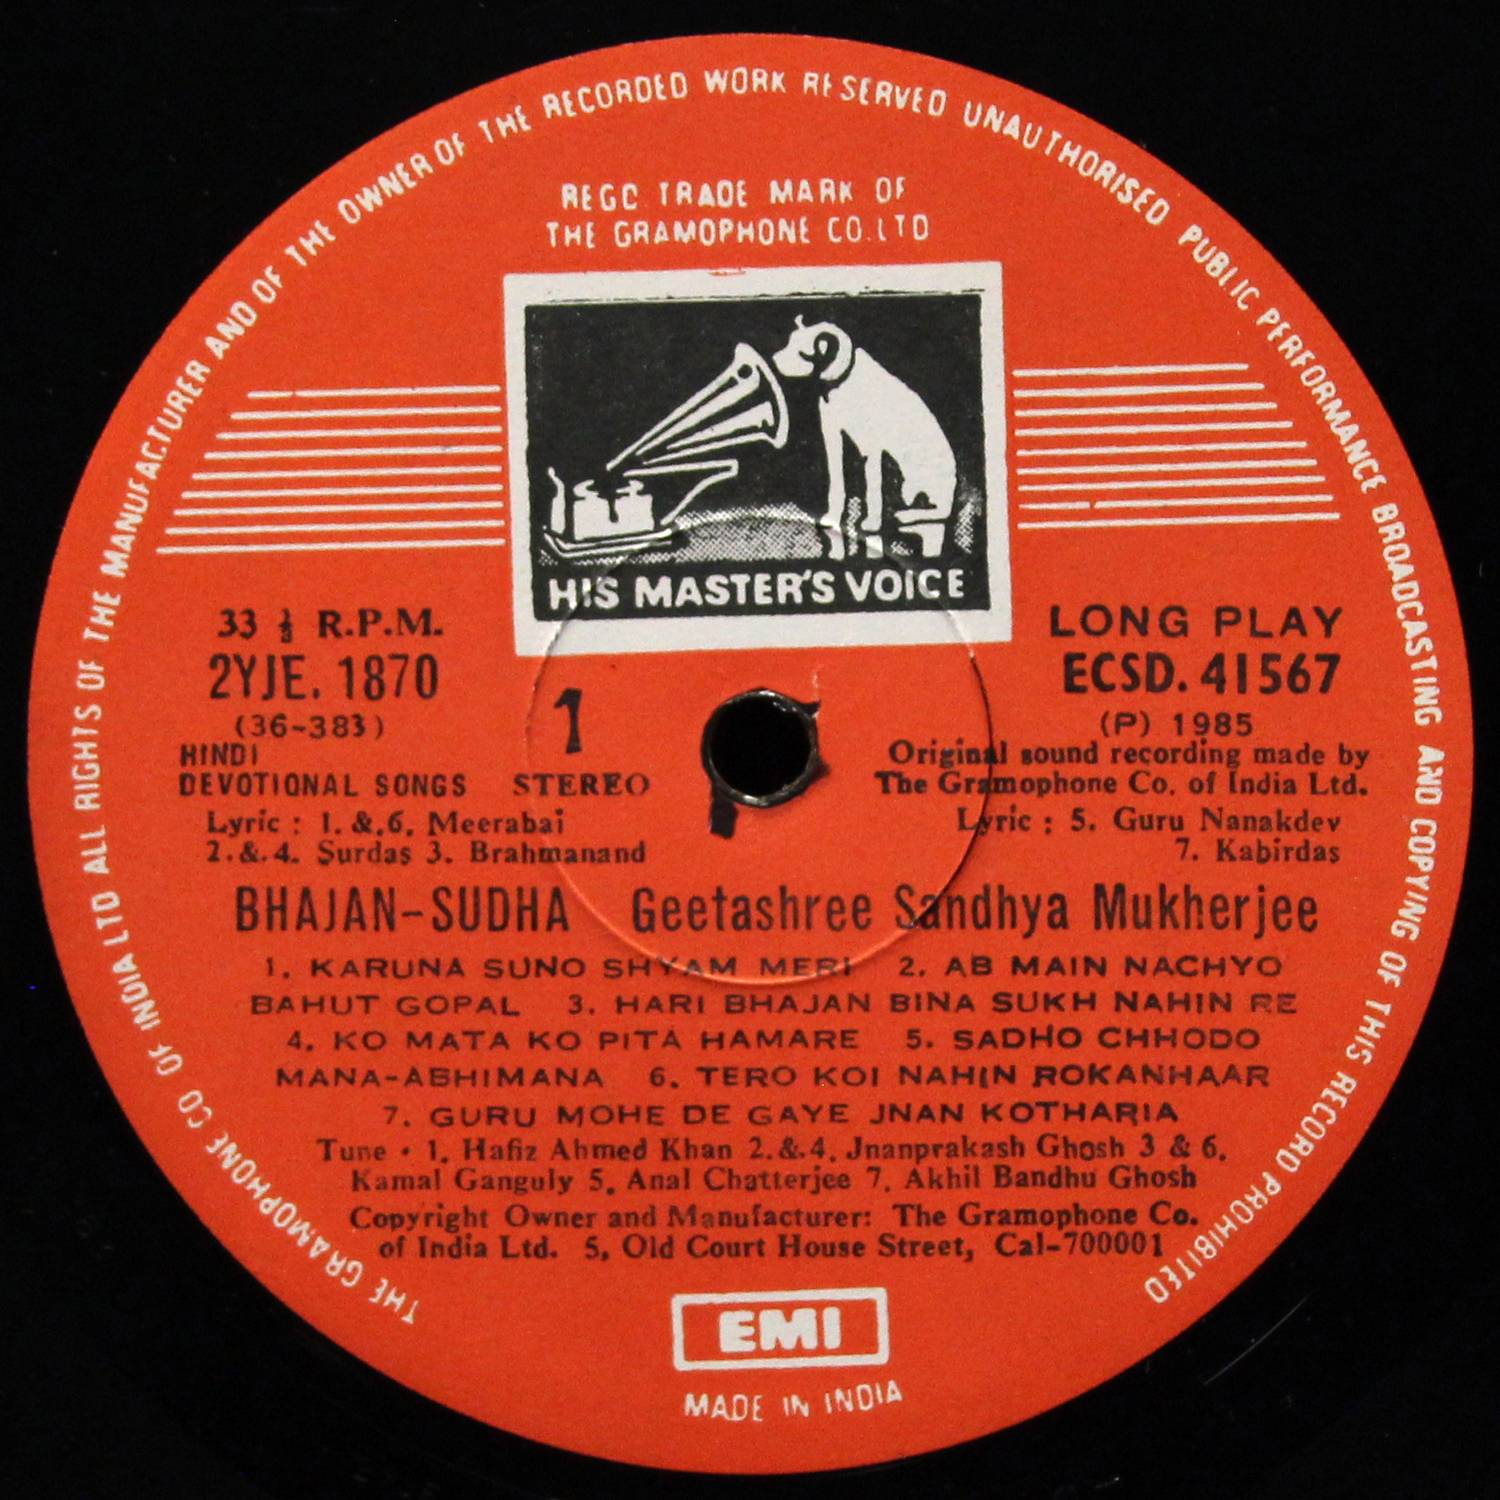 THE GRAMOPHONE CO OF INDIA LTD ALL RIGHTS OF THE MANUFACTURER AND OF THE OWNER OF THE RECORDED WORK RESERVED UNAUTHORISED PUBLIC PERFORMANCE BROADCASTING AND COPYING OF THIS RECORD PROHIBITED
REGD TRADE MARK OF
THE GRAMOPHONE CO.LTD
HIS MASTER'S VOICE
33 ⅓ R.P.M.
2YJE. 1870
(36-383)
HINDI
DEVOTIONAL SONGS
1
STEREO
LONG PLAY
ECSD. 41567
(P) 1985
Original sound recording made by
The Gramophone Co. of India Ltd.
Lyric : 1. &.6. Meerabai
2.&.4. Surdas 3. Brahmanand
Lyric : 5. Guru Nanakdev
7. Kabirdas
BHAJAN-SUDHA Geetashree Sandhya Mukherjee
1. KARUNA SUNO SHYAM MERI 2. AB MAIN NACHYO
BAHUT GOPAL 3. HARI BHAJAN BINA SUKH NAHIN RE
4. KO MATA KO PITA HAMARE 5. SADHO CHHODO
MANA-ABHIMANA 6. TERO KOI NAHIN ROKANHAAR
7. GURU MOHE DE GAYE JNAN KOTHARIA
Tune • 1. Hafiz Ahmed Khan 2.&.4. Jnanprakash Ghosh 3 & 6.
Kamal Ganguly 5. Anal Chatterjee 7. Akhil Bandhu Ghosh
Copyright Owner and Manufacturer: The Gramophone Co.
of India Ltd. 5, Old Court House Street, Cal-700001
EMI
MADE IN INDIA